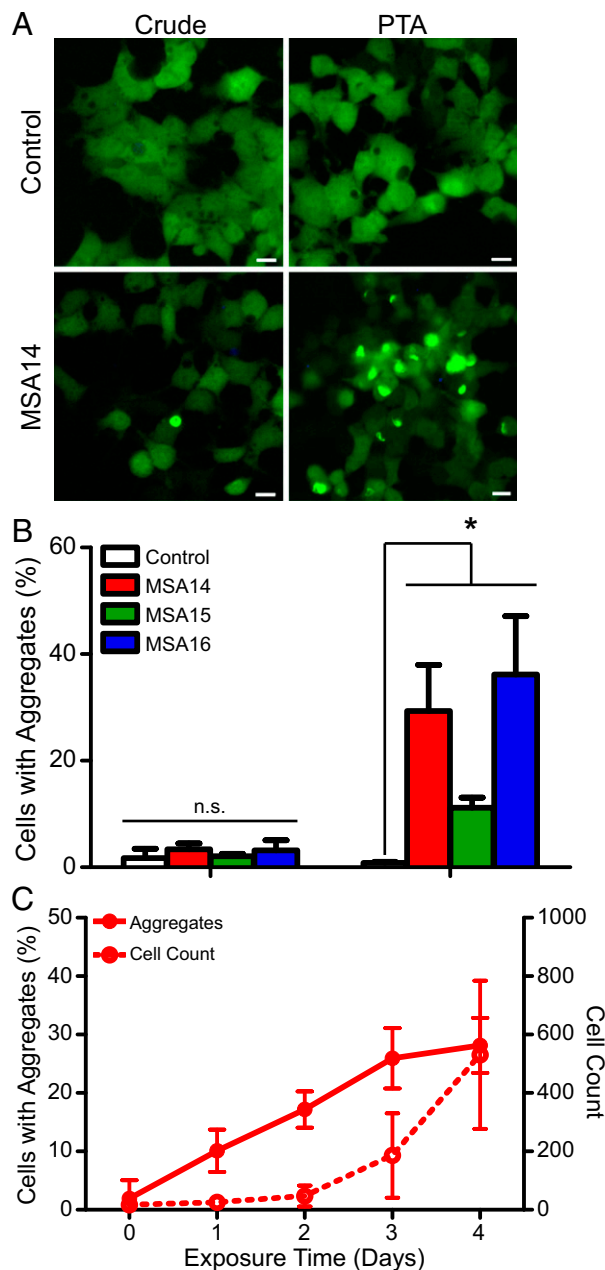 A
Crude
PTA
Control
MSA14
B
Cells with Aggregates (%)
60
40
20
0
Control
MSA14
MSA15
MSA16
n.s.
*
C
Cells with Aggregates (%)
50
40
30
20
10
0
Aggregates
Cell Count
1000
800
600
400
200
0
Cell Count
0 1 2 3 4
Exposure Time (Days)